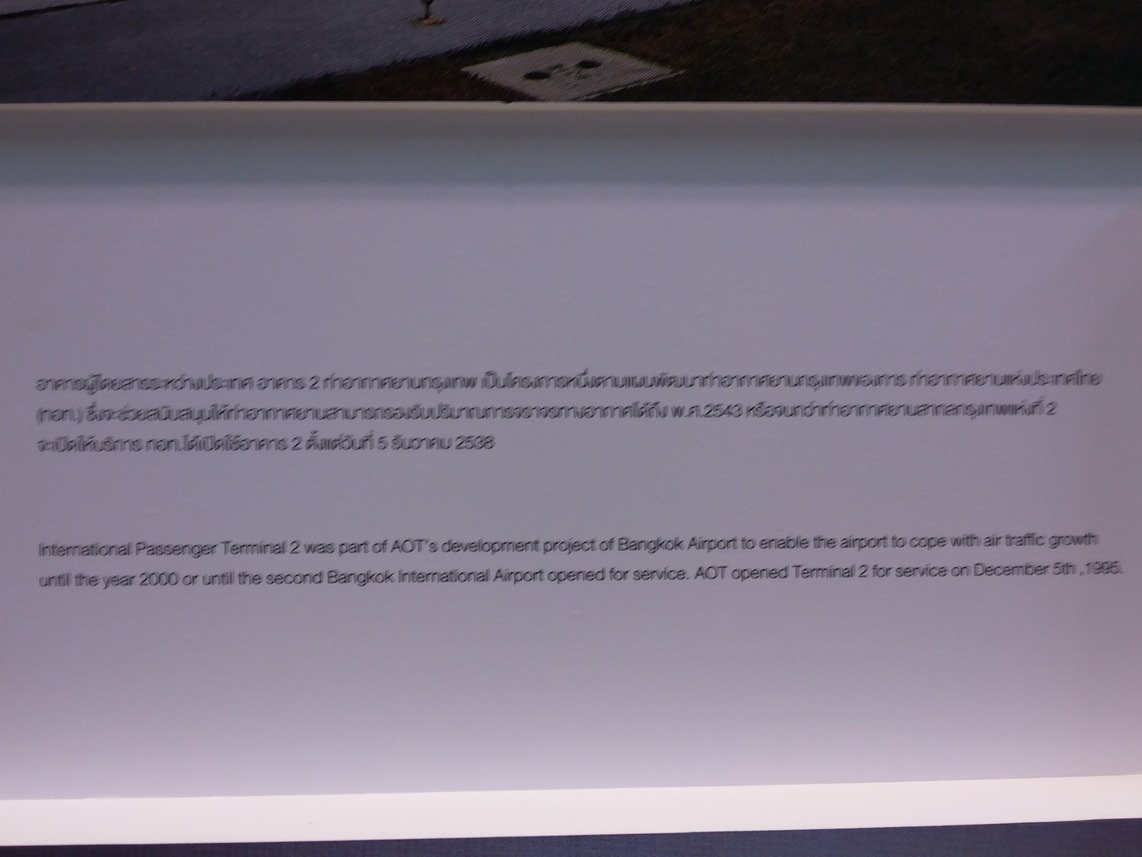 อาคารผู้โดยสารระหว่างประเทศ อาคาร 2 ท่าอากาศยานกรุงเทพ เป็นโครงการหนึ่งตามแผนพัฒนาท่าอากาศยานกรุงเทพของการ ท่าอากาศยานแห่งประเทศไทย
(ทอท.) ซึ่งจะช่วยสนับสนุนให้ท่าอากาศยานสามารถรองรับปริมาณการจราจรทางอากาศได้ถึง พ.ศ.2543 หรือจนกว่าท่าอากาศยานสากลกรุงเทพแห่งที่ 2
จะเปิดให้บริการ ทอท.ได้เปิดใช้อาคาร 2 ตั้งแต่วันที่ 5 ธันวาคม 2538
International Passenger Terminal 2 was part of AOT's development project of Bangkok Airport to enable the airport to cope with air traffic growth
until the year 2000 or until the second Bangkok International Airport opened for service. AOT opened Terminal 2 for service on December 5th ,1995.